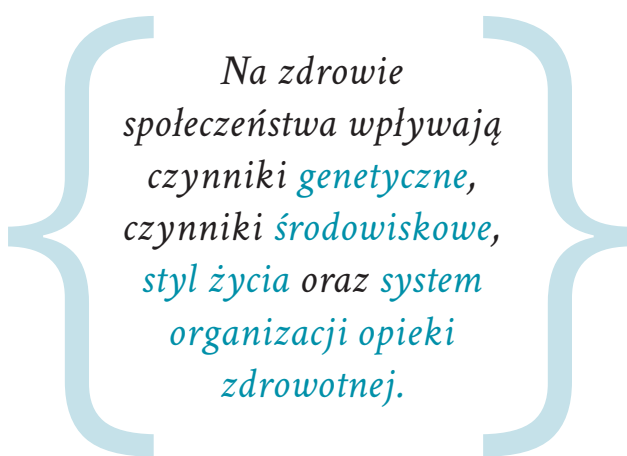 Na zdrowie
społeczeństwa wpływają
czynniki genetyczne,
czynniki środowiskowe,
styl życia oraz system
organizacji opieki
zdrowotnej.